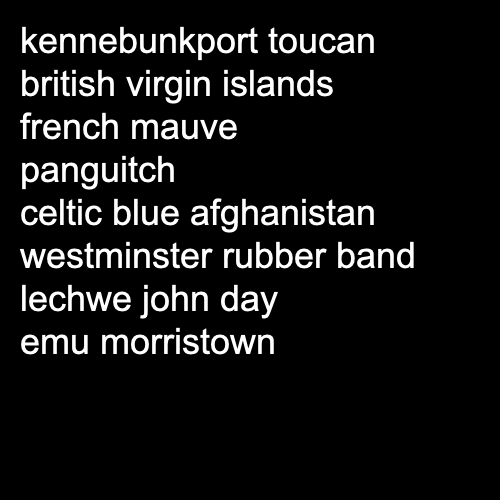 kennebunkport toucan
british virgin islands
french mauve
panguitch
celtic blue afghanistan
westminster rubber band
lechwe john day
emu morristown